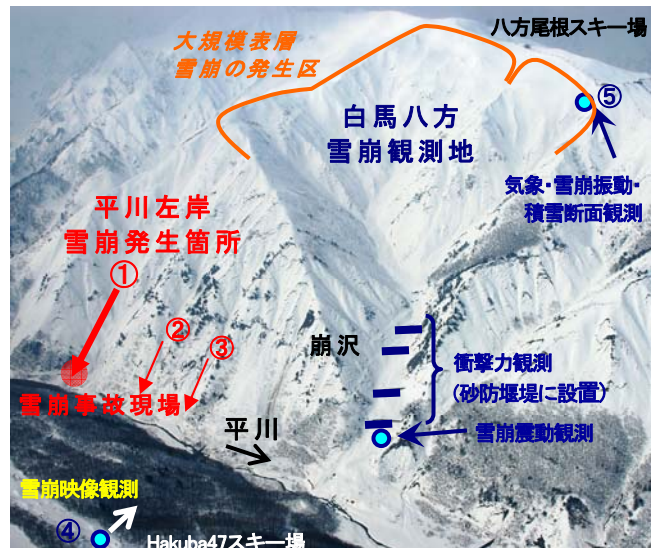 八方尾根スキー場
大規模表層
雪崩の発生区
⑤
白馬八方
雪崩観測地
気象・雪崩振動・
積雪断面観測
平川左岸
雪崩発生箇所
①
②
③
崩沢
衝撃力観測
(砂防堰堤に設置)
雪崩事故現場
平川
雪崩震動観測
雪崩映像観測
④
Hakuba47スキー場